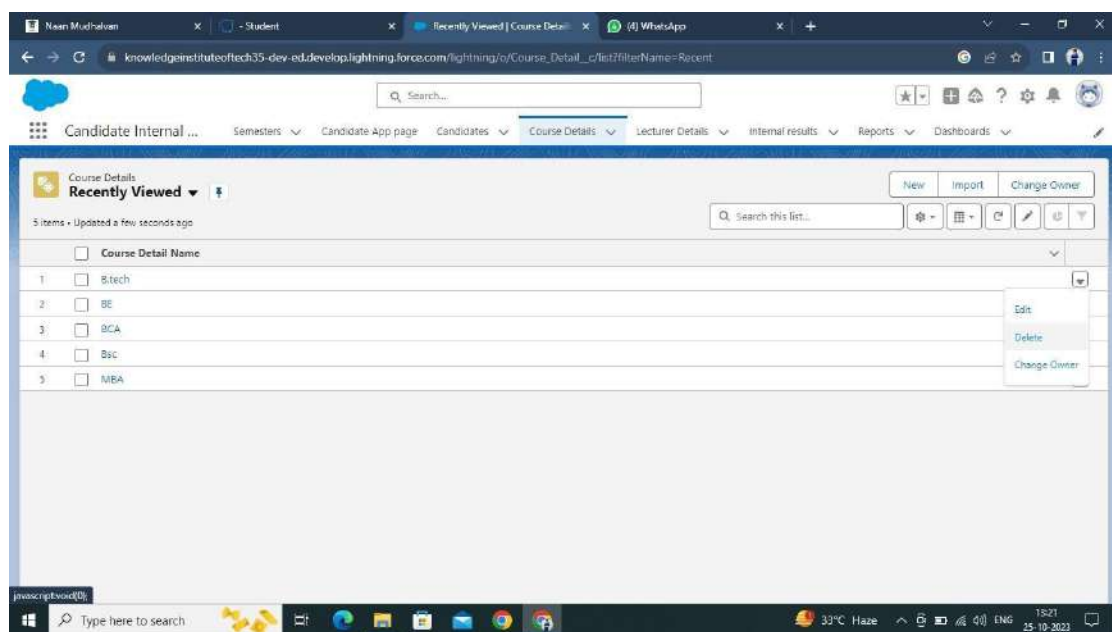 Naan Mudhalvan
- Student
Recently Viewed | Course Detail
(4) WhatsApp
knowledgeinstituteoftech35-dev-ed.develop.lightning.force.com/lightning/o/Course_Detail__c/list?filterName=Recent
Search...
Candidate Internal ...
Semesters
Candidate App page
Candidates
Course Details
Lecturer Details
Internal results
Reports
Dashboards
Course Details
Recently Viewed
New
Import
Change Owner
5 items • Updated a few seconds ago
Search this list...
Course Detail Name
1 B.tech
2 BE
3 BCA
4 Bsc
5 MBA
Edit
Delete
Change Owner
javascript:void(0);
Type here to search
33°C Haze
ENG
13:21
25-10-2023